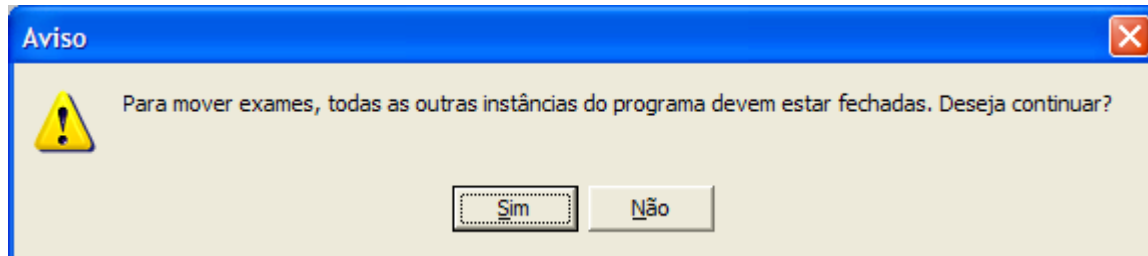 Aviso
Para mover exames, todas as outras instâncias do programa devem estar fechadas. Deseja continuar?
Sim
Não